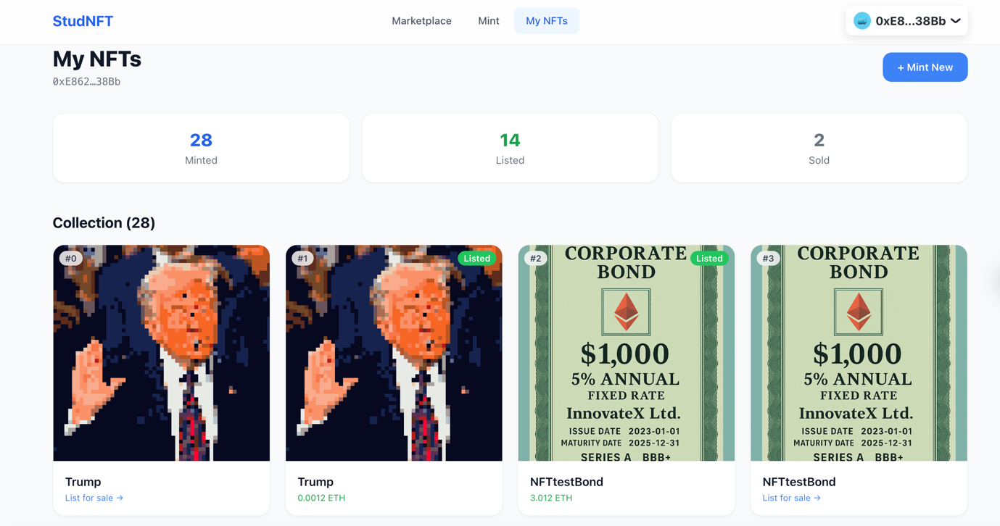 StudNFT
Marketplace
Mint
My NFTs
0xE8...38Bb
My NFTs
0xE862…38Bb
+ Mint New
28
Minted
14
Listed
2
Sold
Collection (28)
#0
#1
Listed
#2
Listed
#3
CORPORATE
BOND
$1,000
5% ANNUAL
FIXED RATE
InnovateX Ltd.
ISSUE DATE 2023-01-01
MATURITY DATE 2025-12-31
SERIES A BBB+
CORPORATE
BOND
$1,000
5% ANNUAL
FIXED RATE
InnovateX Ltd.
ISSUE DATE 2023-01-01
MATURITY DATE 2025-12-31
SERIES A BBB+
Trump
List for sale →
Trump
0.0012 ETH
NFTtestBond
3.012 ETH
NFTtestBond
List for sale →